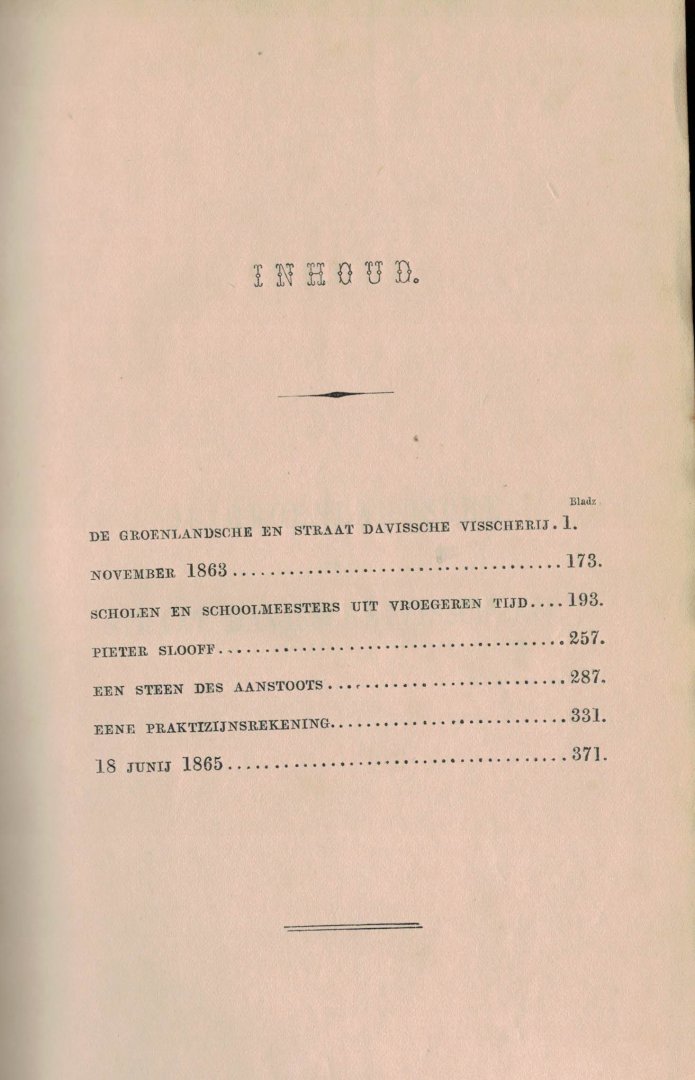 INHOUD.
Bladz.
DE GROENLANDSCHE EN STRAAT DAVISSCHE VISSCHERIJ. 1.
NOVEMBER 1863 .................................... 173.
SCHOLEN EN SCHOOLMEESTERS UIT VROEGEREN TIJD.... 193.
PIETER SLOOFF ..................................... 257.
EEN STEEN DES AANSTOOTS .......................... 287.
EENE PRAKTIZIJNSREKENING......................... 331.
18 JUNIJ 1865 .................................... 371.